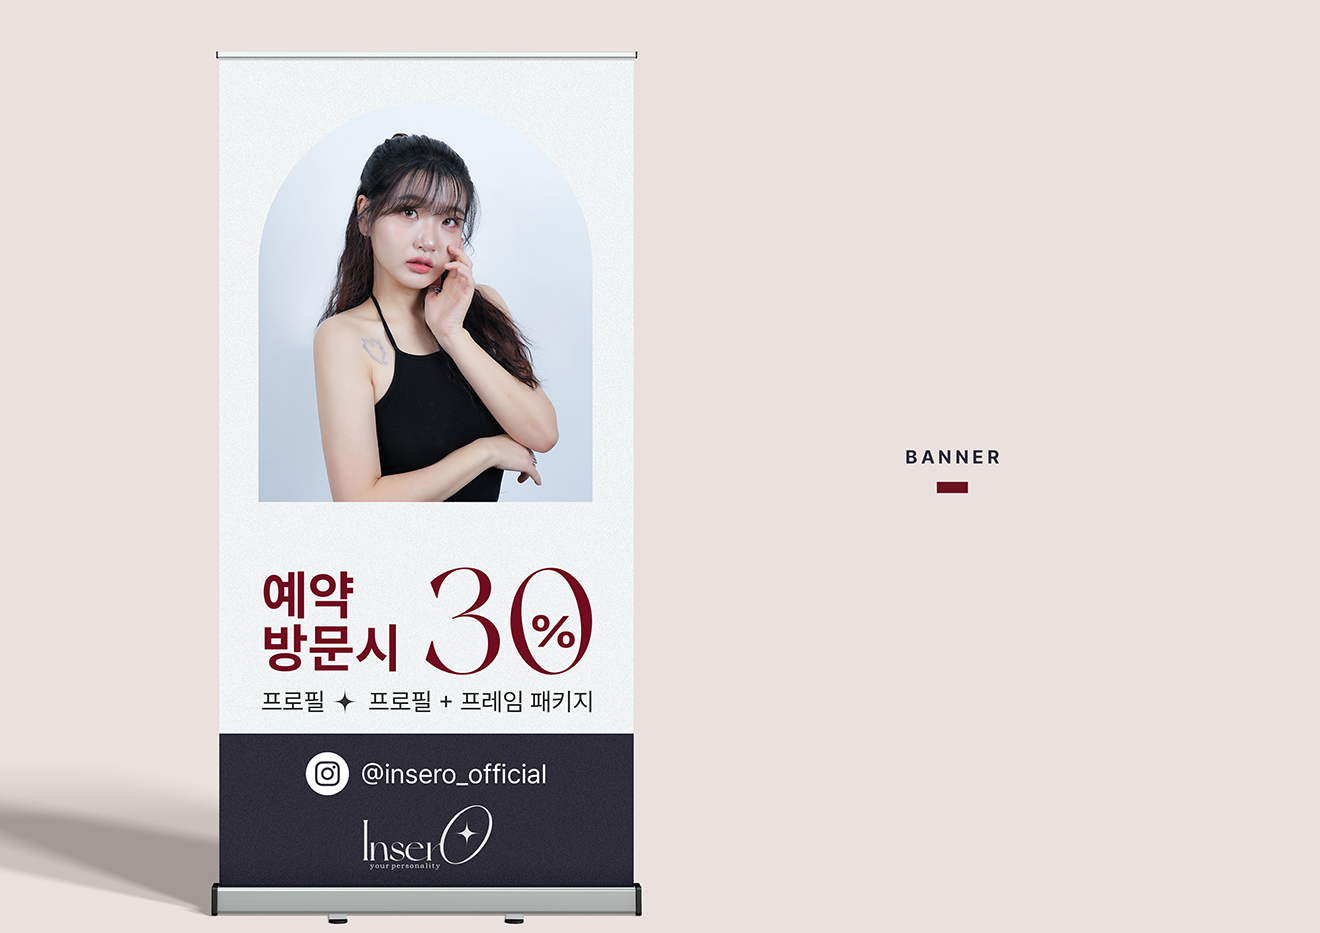 예약
방문시 30%
프로필 ✦ 프로필 + 프레임 패키지
@insero_official
InserO
your personality
BANNER